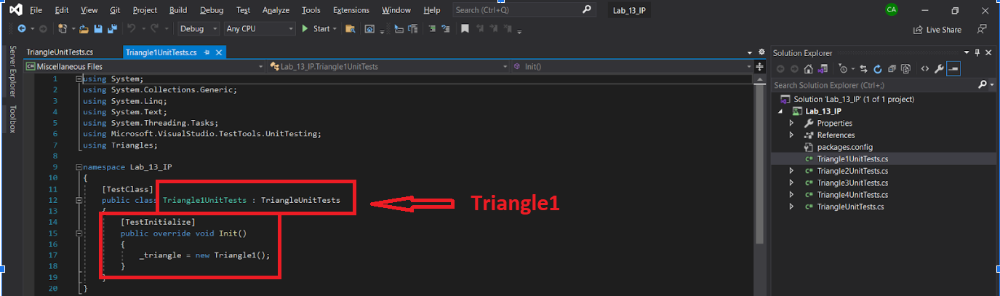 File Edit View Git Project Build Debug Test Analyze Tools Extensions Window Help Search (Ctrl+Q) Lab_13_IP CA
Debug Any CPU Start Live Share
Server Explorer
Toolbox
TriangleUnitTests.cs Triangle1UnitTests.cs
Miscellaneous Files Lab_13_IP.Triangle1UnitTests Init()
1 using System;
2 using System.Collections.Generic;
3 using System.Linq;
4 using System.Text;
5 using System.Threading.Tasks;
6 using Microsoft.VisualStudio.TestTools.UnitTesting;
7 using Triangles;
8
9 namespace Lab_13_IP
10 {
11 [TestClass]
12 public class Triangle1UnitTests : TriangleUnitTests
13 {
14 [TestInitialize]
15 public override void Init()
16 {
17 _triangle = new Triangle1();
18 }
19 }
20 }
Triangle1
Solution Explorer
Search Solution Explorer (Ctrl+;)
Solution 'Lab_13_IP' (1 of 1 project)
Lab_13_IP
Properties
References
packages.config
C# Triangle1UnitTests.cs
C# Triangle2UnitTests.cs
C# Triangle3UnitTests.cs
C# Triangle4UnitTests.cs
C# TriangleUnitTests.cs